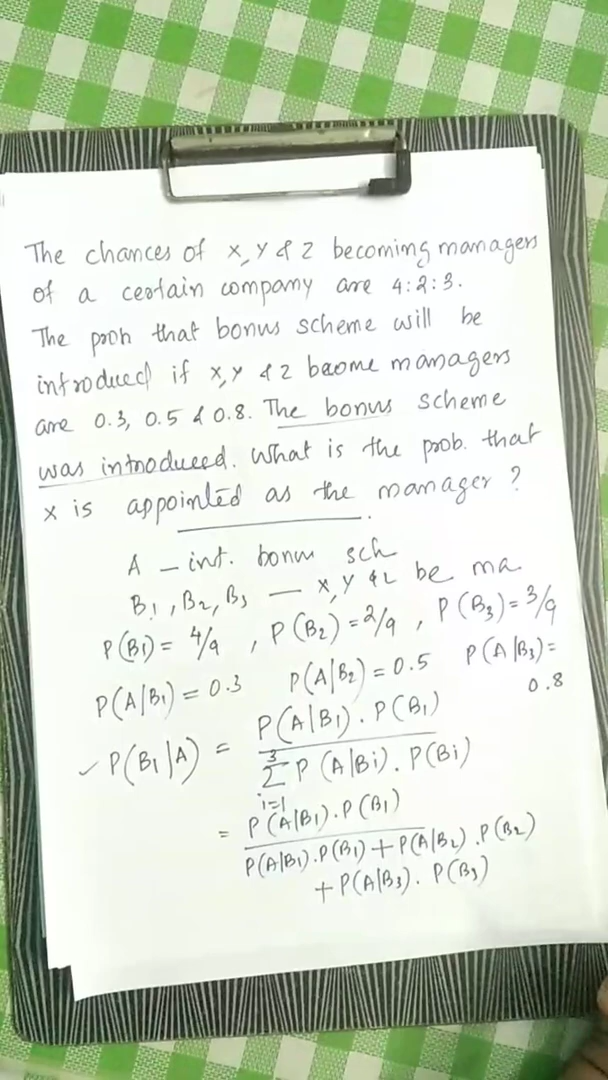 The chances of x, y & z becoming managers
of a certain company are 4:2:3.
The proh that bonus scheme will be
introduced if x, y & z beome managers
are 0.3, 0.5 & 0.8. The bonus scheme
was introduced. What is the prob. that
x is appointed as the manager ?
A — int. bonus sch
B₁, B₂, B₃ — x, y & z be ma
P(B₁) = 4/9 , P(B₂) = 2/9 , P(B₃) = 3/9
P(A|B₁) = 0.3 P(A|B₂) = 0.5 P(A|B₃) =
0.8
✓ P(B₁|A) = P(A|B₁). P(B₁)
3
Σ P(A|Bi). P(Bi)
i=1
= P(A|B₁). P(B₁)
P(A|B₁). P(B₁) + P(A|B₂). P(B₂)
+ P(A|B₃). P(B₃)